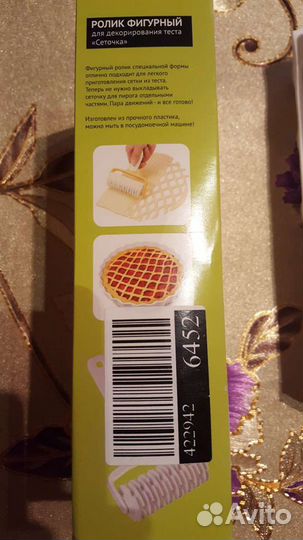 РОЛИК ФИГУРНЫЙ
для декорирования теста
«Сеточка»
Фигурный ролик специальной формы
отлично подходит для легкого
приготовления сетки из теста.
Теперь не нужно выкладывать
сеточку для пирога отдельными
частями. Пара движений - и все готово!
Изготовлен из прочного пластика,
можно мыть в посудомоечной машине!
422942 6452
Avito